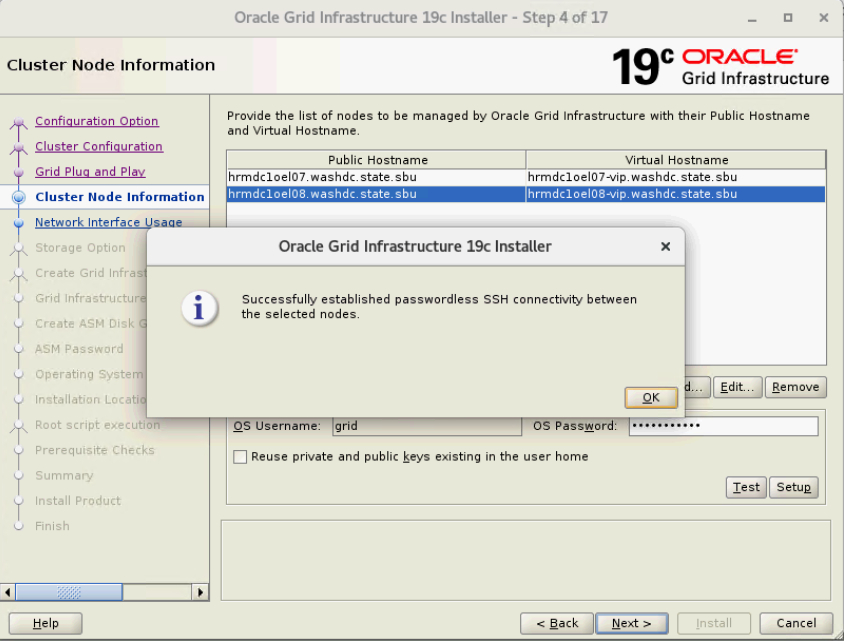 Oracle Grid Infrastructure 19c Installer - Step 4 of 17
Cluster Node Information
19c ORACLE
Grid Infrastructure
Configuration Option
Cluster Configuration
Grid Plug and Play
Cluster Node Information
Network Interface Usage
Storage Option
Create Grid Infrast
Grid Infrastructure
Create ASM Disk G
ASM Password
Operating System
Installation Locatio
Root script execution
Prerequisite Checks
Summary
Install Product
Finish
Provide the list of nodes to be managed by Oracle Grid Infrastructure with their Public Hostname
and Virtual Hostname.
Public Hostname Virtual Hostname
hrmdc1oel07.washdc.state.sbu hrmdc1oel07-vip.washdc.state.sbu
hrmdc1oel08.washdc.state.sbu hrmdc1oel08-vip.washdc.state.sbu
Oracle Grid Infrastructure 19c Installer
Successfully established passwordless SSH connectivity between
the selected nodes.
OK
d... Edit... Remove
OS Username: grid OS Password: •••••••••••
Reuse private and public keys existing in the user home
Test Setup
Help < Back Next > Install Cancel